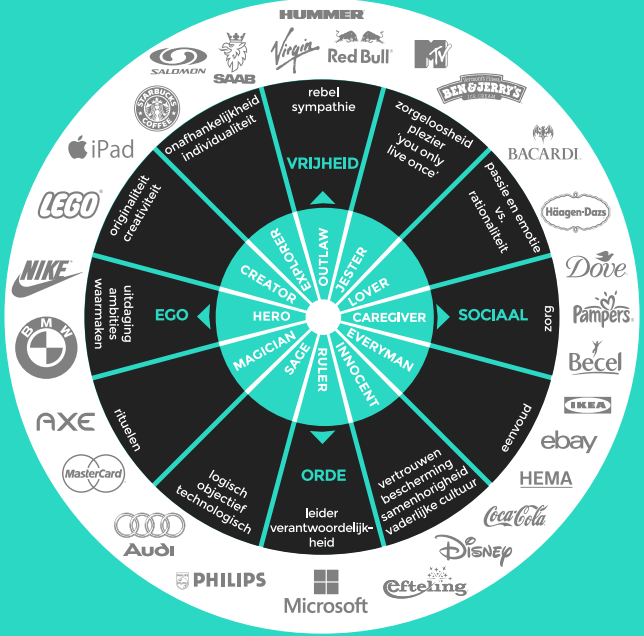 HUMMER
SALOMON
SAAB
Virgin
Red Bull
MTV
VERMONT'S FINEST
BEN & JERRY'S
ICE CREAM
STARBUCKS
COFFEE
iPad
LEGO
NIKE
BMW
AXE
MasterCard
Audi
PHILIPS
Microsoft
Efteling
Disney
Coca-Cola
HEMA
ebay
IKEA
Becel
Pampers
Dove
Häagen-Dazs
BACARDI
rebel
sympathie
VRIJHEID
zorgeloosheid
plezier
'you only
live once'
passie en emotie
vs.
rationaliteit
SOCIAAL
zorg
eenvoud
vertrouwen
bescherming
samenhorigheid
vaderlijke cultuur
ORDE
leider
verantwoordelijk-
heid
logisch
objectief
technologisch
rituelen
EGO
uitdaging
ambities
waarmaken
originaliteit
creativiteit
onafhankelijkheid
individualiteit
OUTLAW
JESTER
LOVER
CAREGIVER
EVERYMAN
INNOCENT
RULER
SAGE
MAGICIAN
HERO
CREATOR
EXPLORER